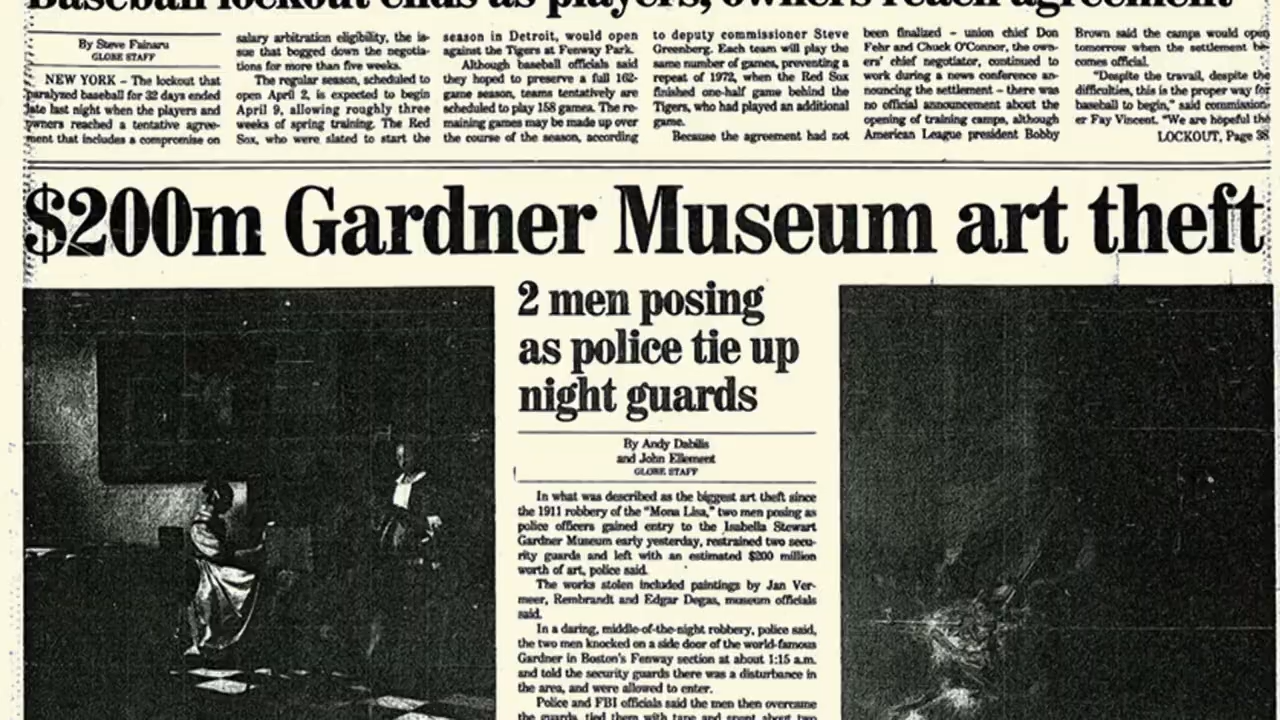 Baseball lockout ends as players, owners reach agreement
By Steve Fainaru
GLOBE STAFF
NEW YORK – The lockout that
paralyzed baseball for 32 days ended
late last night when the players and
owners reached a tentative agree-
ment that includes a compromise on
salary arbitration eligibility, the is-
sue that bogged down the negotia-
tions for more than five weeks.
The regular season, scheduled to
open April 2, is expected to begin
April 9, allowing roughly three
weeks of spring training. The Red
Sox, who were slated to start the
season in Detroit, would open
against the Tigers at Fenway Park.
Although baseball officials said
they hoped to preserve a full 162-
game season, teams tentatively are
scheduled to play 158 games. The re-
maining games may be made up over
the course of the season, according
to deputy commissioner Steve
Greenberg. Each team will play the
same number of games, preventing a
repeat of 1972, when the Red Sox
finished one-half game behind the
Tigers, who had played an additional
game.
Because the agreement had not
been finalized – union chief Don
Fehr and Chuck O'Connor, the own-
ers' chief negotiator, continued to
work during a news conference an-
nouncing the settlement – there was
no official announcement about the
opening of training camps, although
American League president Bobby
Brown said the camps would open
tomorrow when the settlement be-
comes official.
"Despite the travail, despite the
difficulties, this is the proper way for
baseball to begin," said commission-
er Fay Vincent. "We are hopeful the
LOCKOUT, Page 38
$200m Gardner Museum art theft
2 men posing
as police tie up
night guards
By Andy Dabilis
and John Ellement
GLOBE STAFF
In what was described as the biggest art theft since
the 1911 robbery of the "Mona Lisa," two men posing as
police officers gained entry to the Isabella Stewart
Gardner Museum early yesterday, restrained two secu-
rity guards and left with an estimated $200 million
worth of art, police said.
The works stolen included paintings by Jan Ver-
meer, Rembrandt and Edgar Degas, museum officials
said.
In a daring, middle-of-the-night robbery, police said,
the two men knocked on a side door of the world-famous
Gardner in Boston's Fenway section at about 1:15 a.m.
and told the security guards there was a disturbance in
the area, and were allowed to enter.
Police and FBI officials said the men then overcame
the guards, tied them with tape and spent about two